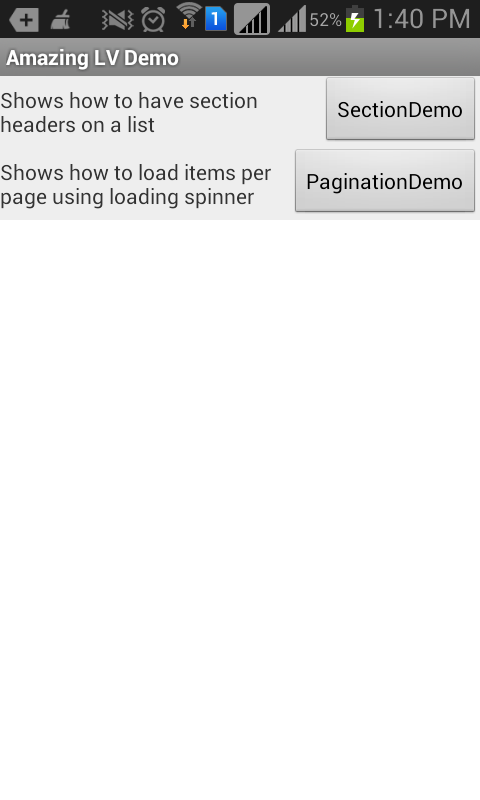 1 52% 1:40 PM
Amazing LV Demo
Shows how to have section
headers on a list
SectionDemo
Shows how to load items per
page using loading spinner
PaginationDemo